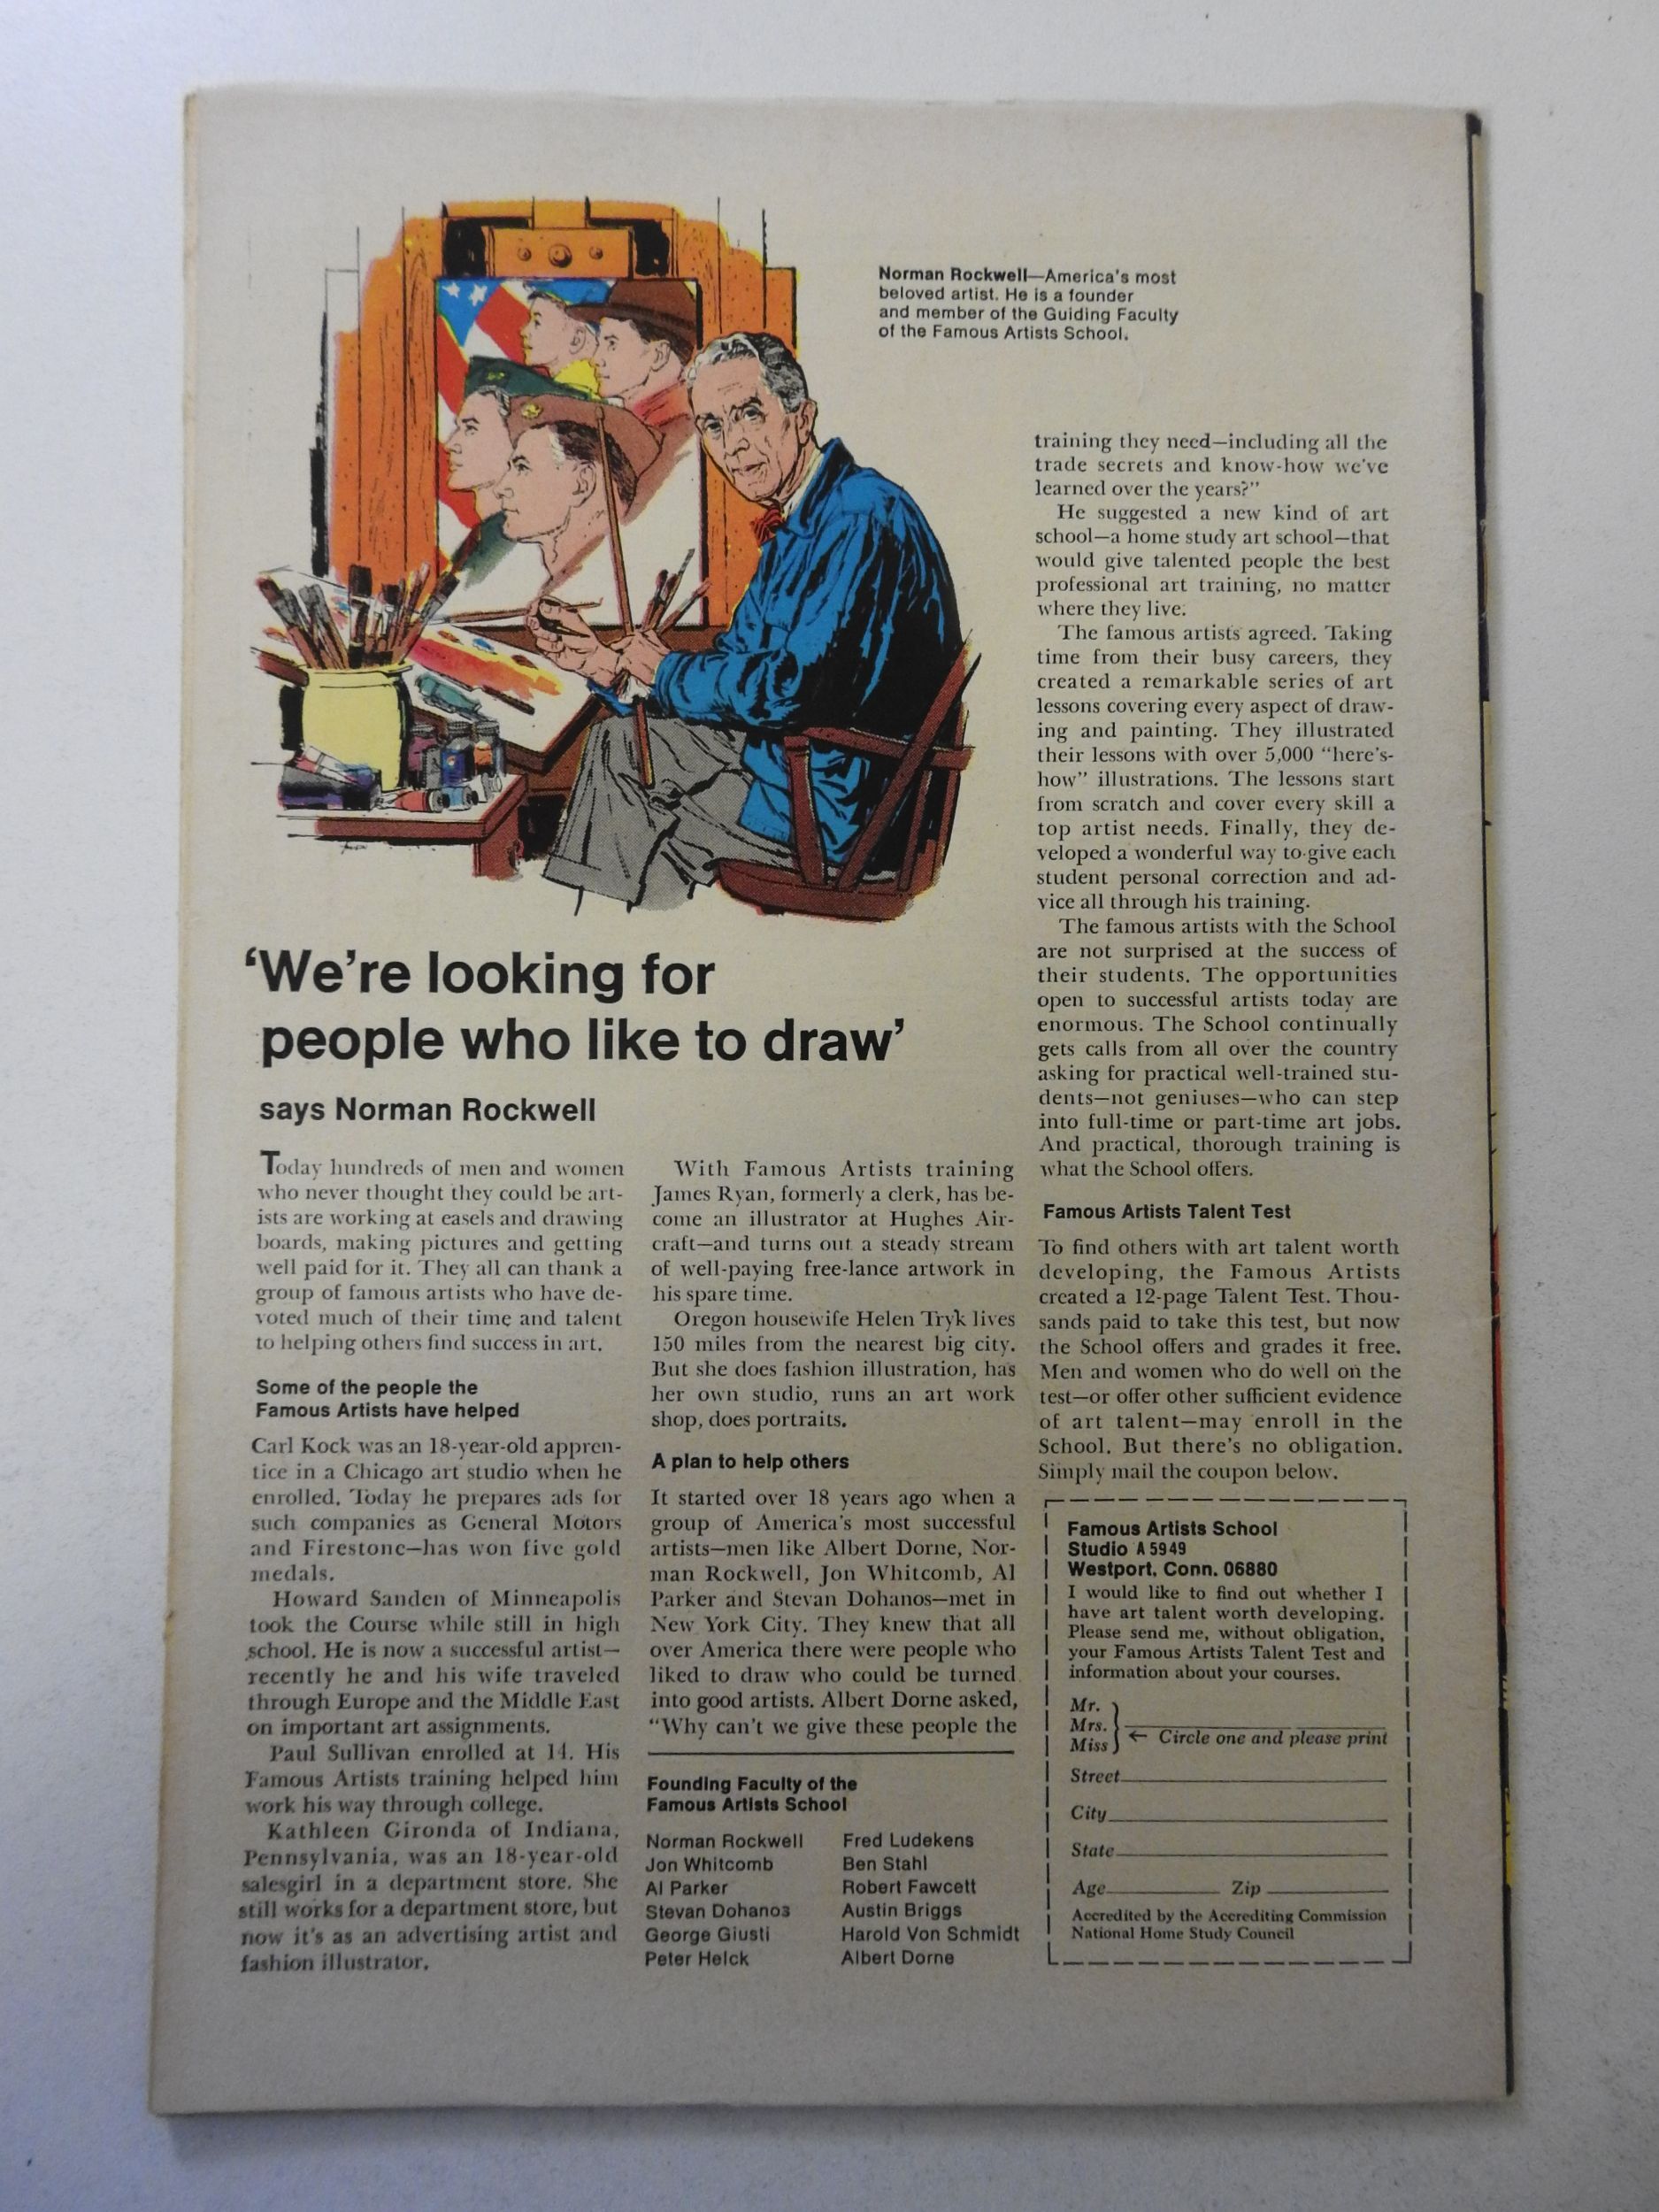 Norman Rockwell—America's most
beloved artist. He is a founder
and member of the Guiding Faculty
of the Famous Artists School.
‘We're looking for
people who like to draw’
says Norman Rockwell
Today hundreds of men and women
who never thought they could be art-
ists are working at easels and drawing
boards, making pictures and getting
well paid for it. They all can thank a
group of famous artists who have de-
voted much of their time and talent
to helping others find success in art.
Some of the people the
Famous Artists have helped
Carl Kock was an 18-year-old appren-
tice in a Chicago art studio when he
enrolled. Today he prepares ads for
such companies as General Motors
and Firestone—has won five gold
medals.
Howard Sanden of Minneapolis
took the Course while still in high
school. He is now a successful artist—
recently he and his wife traveled
through Europe and the Middle East
on important art assignments.
Paul Sullivan enrolled at 14. His
Famous Artists training helped him
work his way through college.
Kathleen Gironda of Indiana,
Pennsylvania, was an 18-year-old
salesgirl in a department store. She
still works for a department store, but
now it's as an advertising artist and
fashion illustrator.
With Famous Artists training
James Ryan, formerly a clerk, has be-
come an illustrator at Hughes Air-
craft—and turns out a steady stream
of well-paying free-lance artwork in
his spare time.
Oregon housewife Helen Tryk lives
150 miles from the nearest big city.
But she does fashion illustration, has
her own studio, runs an art work
shop, does portraits.
A plan to help others
It started over 18 years ago when a
group of America's most successful
artists—men like Albert Dorne, Nor-
man Rockwell, Jon Whitcomb, Al
Parker and Stevan Dohanos—met in
New York City. They knew that all
over America there were people who
liked to draw who could be turned
into good artists. Albert Dorne asked,
“Why can't we give these people the
training they need—including all the
trade secrets and know-how we've
learned over the years?”
He suggested a new kind of art
school—a home study art school—that
would give talented people the best
professional art training, no matter
where they live.
The famous artists agreed. Taking
time from their busy careers, they
created a remarkable series of art
lessons covering every aspect of draw-
ing and painting. They illustrated
their lessons with over 5,000 “here's-
how” illustrations. The lessons start
from scratch and cover every skill a
top artist needs. Finally, they de-
veloped a wonderful way to give each
student personal correction and ad-
vice all through his training.
The famous artists with the School
are not surprised at the success of
their students. The opportunities
open to successful artists today are
enormous. The School continually
gets calls from all over the country
asking for practical well-trained stu-
dents—not geniuses—who can step
into full-time or part-time art jobs.
And practical, thorough training is
what the School offers.
Famous Artists Talent Test
To find others with art talent worth
developing, the Famous Artists
created a 12-page Talent Test. Thou-
sands paid to take this test, but now
the School offers and grades it free.
Men and women who do well on the
test—or offer other sufficient evidence
of art talent—may enroll in the
School. But there's no obligation.
Simply mail the coupon below.
Founding Faculty of the
Famous Artists School
Norman Rockwell
Jon Whitcomb
Al Parker
Stevan Dohanos
George Giusti
Peter Helck
Fred Ludekens
Ben Stahl
Robert Fawcett
Austin Briggs
Harold Von Schmidt
Albert Dorne
Famous Artists School
Studio A5949
Westport, Conn. 06880
I would like to find out whether I
have art talent worth developing.
Please send me, without obligation,
your Famous Artists Talent Test and
information about your courses.
Mr.
Mrs.
Miss
← Circle one and please print
Street
City
State
Age Zip
Accredited by the Accrediting Commission
National Home Study Council